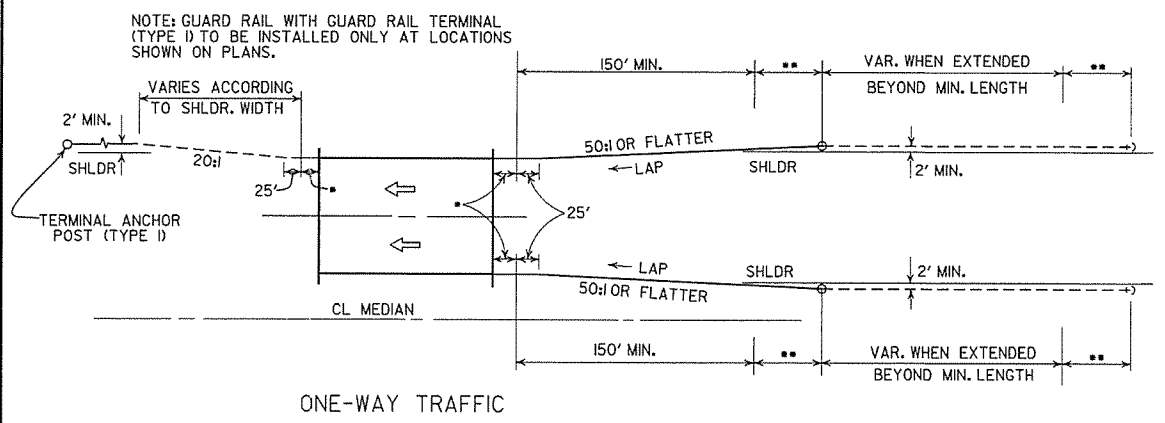 NOTE: GUARD RAIL WITH GUARD RAIL TERMINAL
(TYPE I) TO BE INSTALLED ONLY AT LOCATIONS
SHOWN ON PLANS.
150' MIN.
**
VAR. WHEN EXTENDED
BEYOND MIN. LENGTH
**
VARIES ACCORDING
TO SHLDR. WIDTH
2' MIN.
SHLDR
20:1
50:1 OR FLATTER
LAP
SHLDR
2' MIN.
25'
*
*
25'
TERMINAL ANCHOR
POST (TYPE I)
LAP
SHLDR
2' MIN.
50:1 OR FLATTER
CL MEDIAN
150' MIN.
**
VAR. WHEN EXTENDED
BEYOND MIN. LENGTH
**
ONE-WAY TRAFFIC